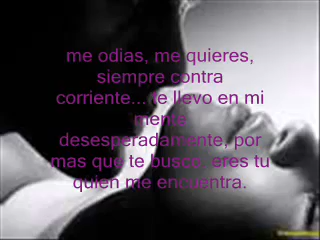 me odias, me quieres,
siempre contra
corriente... te llevo en mi
mente
desesperadamente, por
mas que te busco, eres tu
quien me encuentra.